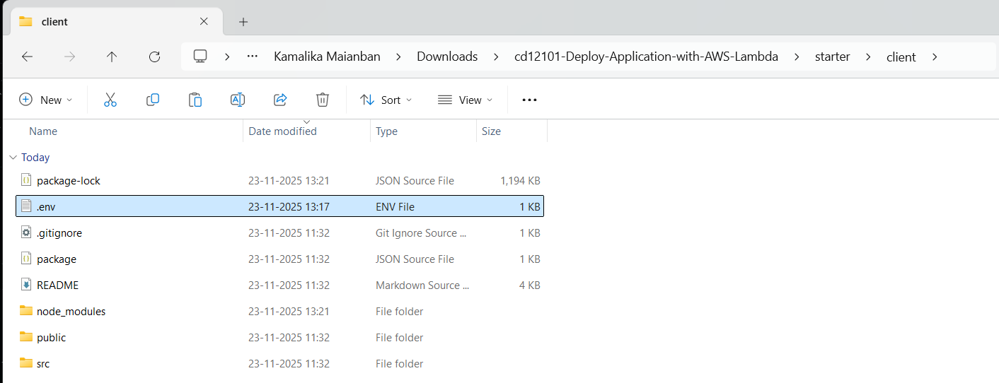 client
Kamalika Maianban > Downloads > cd12101-Deploy-Application-with-AWS-Lambda > starter > client >
New Sort View
Name Date modified Type Size
Today
package-lock 23-11-2025 13:21 JSON Source File 1,194 KB
.env 23-11-2025 13:17 ENV File 1 KB
.gitignore 23-11-2025 11:32 Git Ignore Source ... 1 KB
package 23-11-2025 11:32 JSON Source File 1 KB
README 23-11-2025 11:32 Markdown Source ... 4 KB
node_modules 23-11-2025 13:21 File folder
public 23-11-2025 11:32 File folder
src 23-11-2025 11:32 File folder